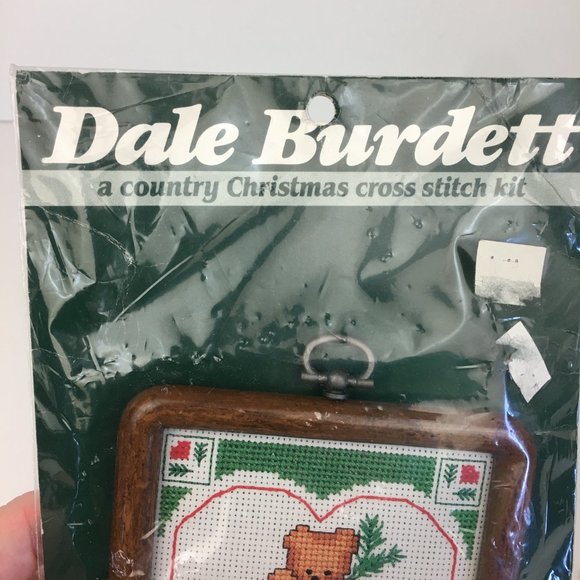 Dale Burdett
a country Christmas cross stitch kit